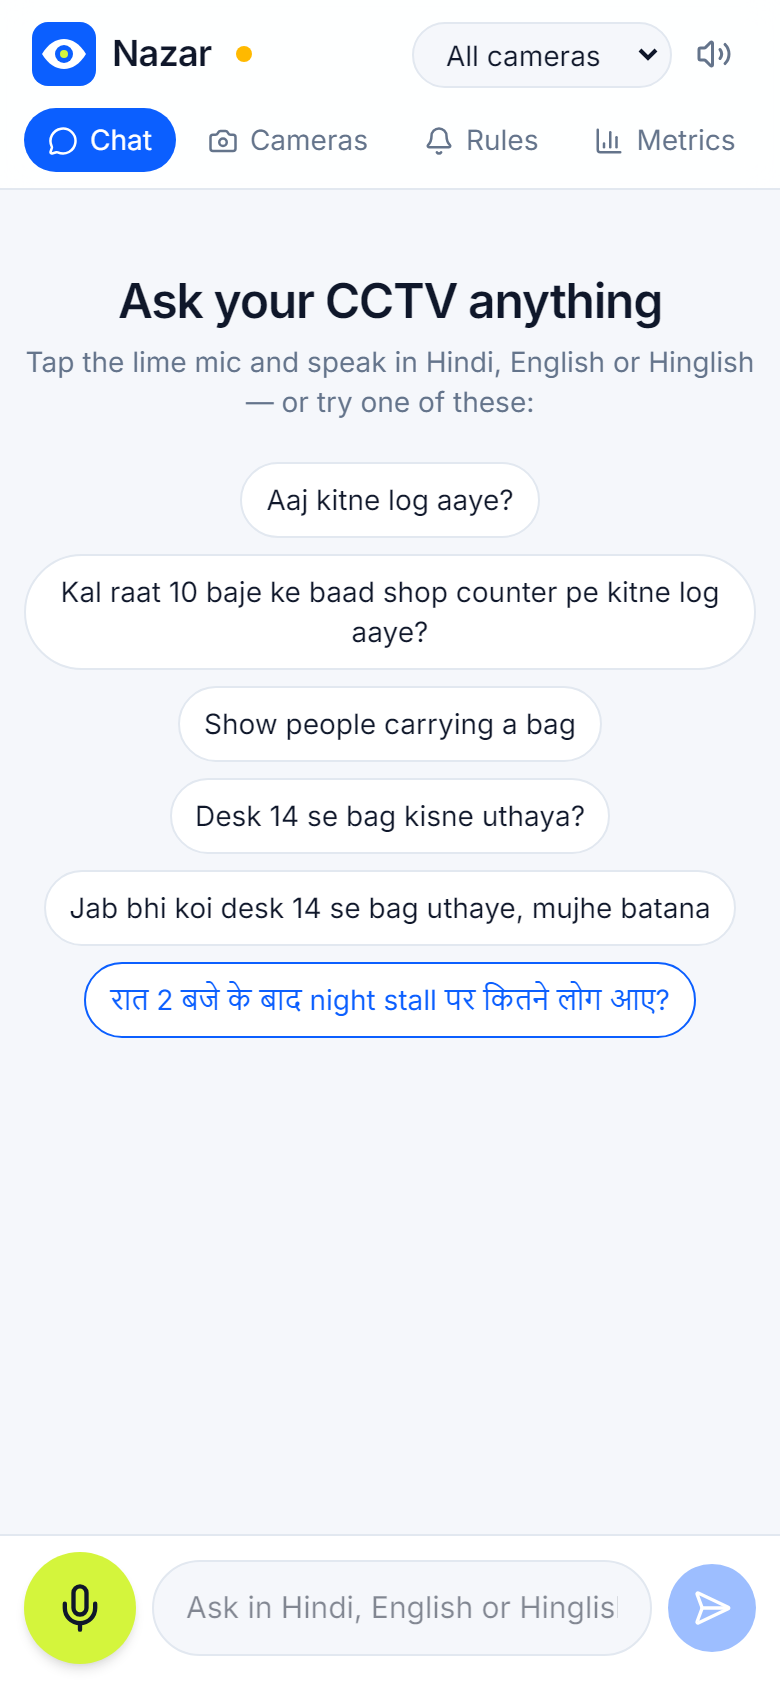 Nazar
All cameras
Chat
Cameras
Rules
Metrics
Ask your CCTV anything
Tap the lime mic and speak in Hindi, English or Hinglish
— or try one of these:
Aaj kitne log aaye?
Kal raat 10 baje ke baad shop counter pe kitne log
aaye?
Show people carrying a bag
Desk 14 se bag kisne uthaya?
Jab bhi koi desk 14 se bag uthaye, mujhe batana
रात 2 बजे के बाद night stall पर कितने लोग आए?
Ask in Hindi, English or Hinglis